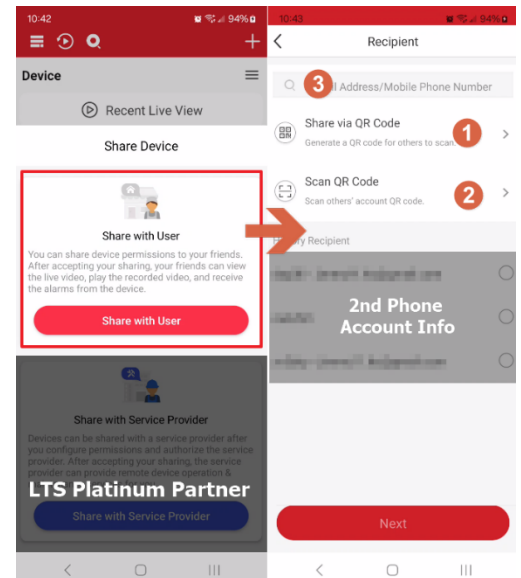 10:42
94%
Device
Recent Live View
Share Device
Share with User
You can share device permissions to your friends.
After accepting your sharing, your friends can view
the live video, play the recorded video, and receive
the alarms from the device.
Share with User
Share with Service Provider
Devices can be shared with a service provider after
you configure permissions and authorize the service
provider. After accepting your sharing, the service
provider can provide remote device operation &
LTS Platinum Partner
Share with Service Provider
10:43
94%
Recipient
3
Address/Mobile Phone Number
Share via QR Code
Generate a QR code for others to scan.
1
Scan QR Code
Scan others' account QR code.
2
Recipient
2nd Phone
Account Info
Next